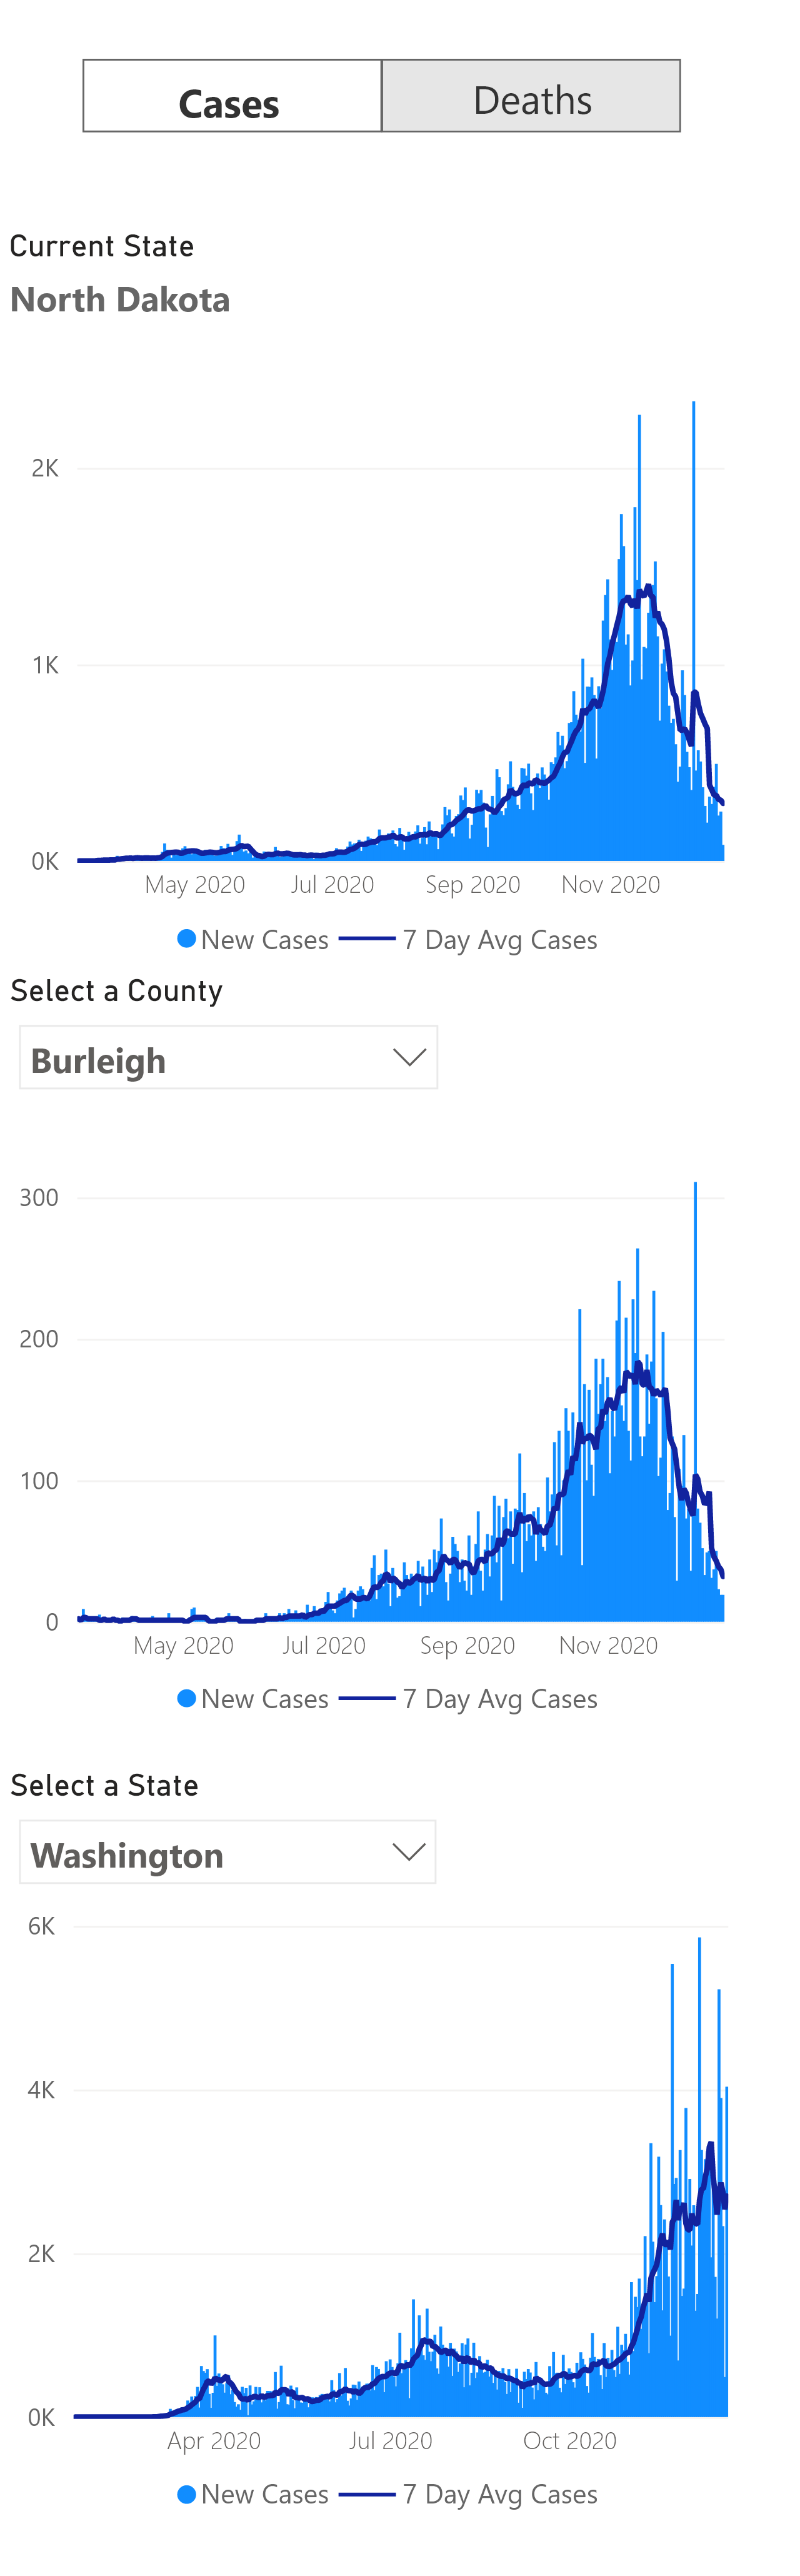 Cases Deaths
Current State
North Dakota
2K
1K
0K
May 2020 Jul 2020 Sep 2020 Nov 2020
New Cases 7 Day Avg Cases
Select a County
Burleigh
300
200
100
0
May 2020 Jul 2020 Sep 2020 Nov 2020
New Cases 7 Day Avg Cases
Select a State
Washington
6K
4K
2K
0K
Apr 2020 Jul 2020 Oct 2020
New Cases 7 Day Avg Cases